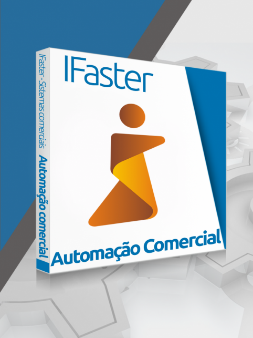 IFaster
Automação Comercial
IFaster - Sistemas comerciais
Automação comercial